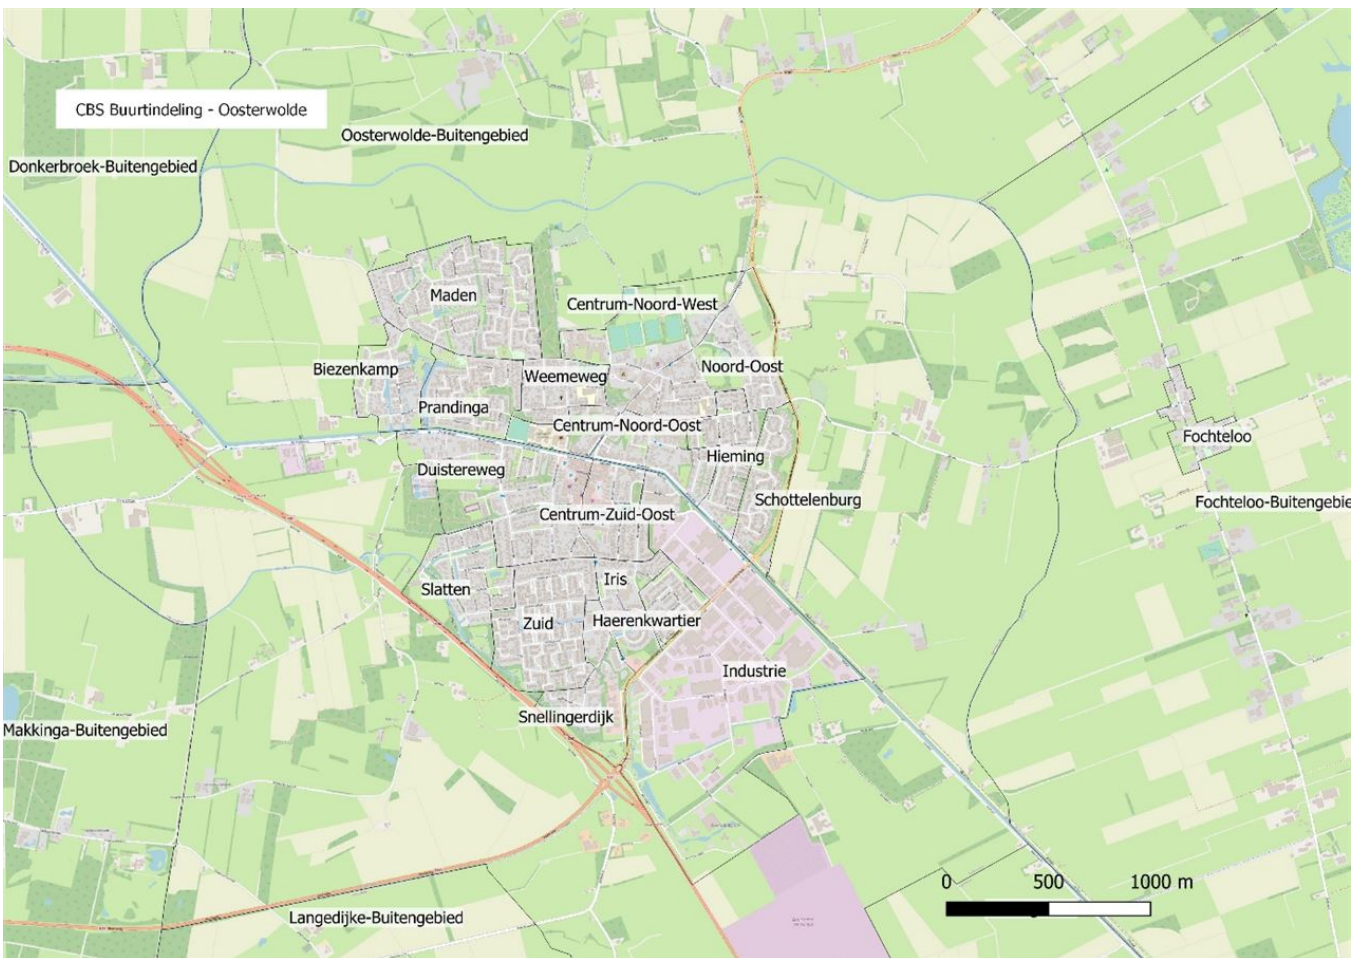 CBS Buurtindeling - Oosterwolde
Oosterwolde-Buitengebied
Donkerbroek-Buitengebied
Maden
Centrum-Noord-West
Biezenkamp
Weemeweg
Noord-Oost
Prandinga
Centrum-Noord-Oost
Fochteloo
Duistereweg
Hieming
Schottelenburg
Fochteloo-Buitengebie
Centrum-Zuid-Oost
Slatten
Iris
Zuid
Haerenkwartier
Industrie
Snellingerdijk
Makkinga-Buitengebied
0 500 1000 m
Langedijke-Buitengebied